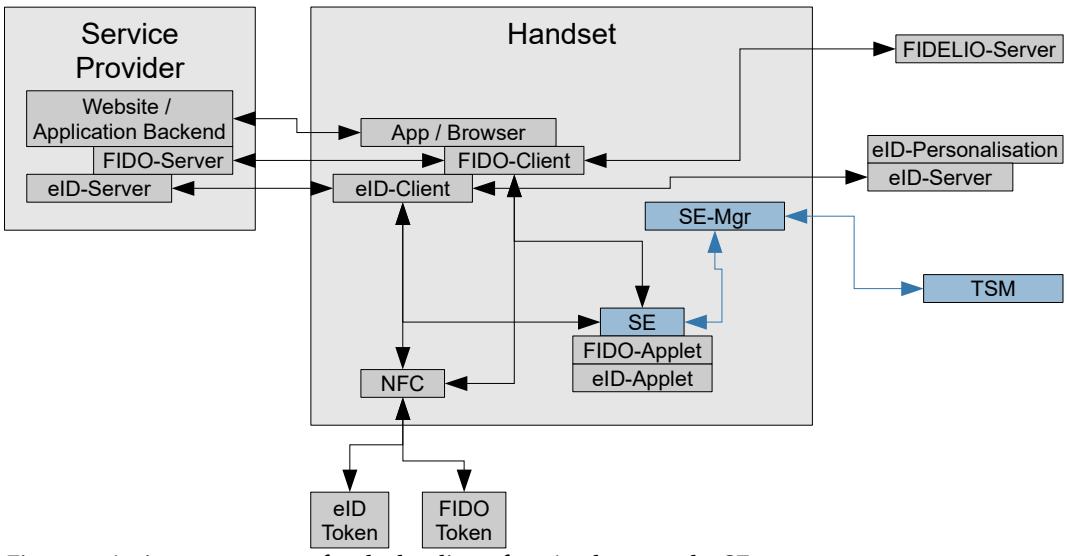 Service
Provider
Website /
Application Backend
FIDO-Server
eID-Server
Handset
App / Browser
FIDO-Client
eID-Client
SE-Mgr
SE
FIDO-Applet
eID-Applet
NFC
eID
Token
FIDO
Token
FIDELIO-Server
eID-Personalisation
eID-Server
TSM